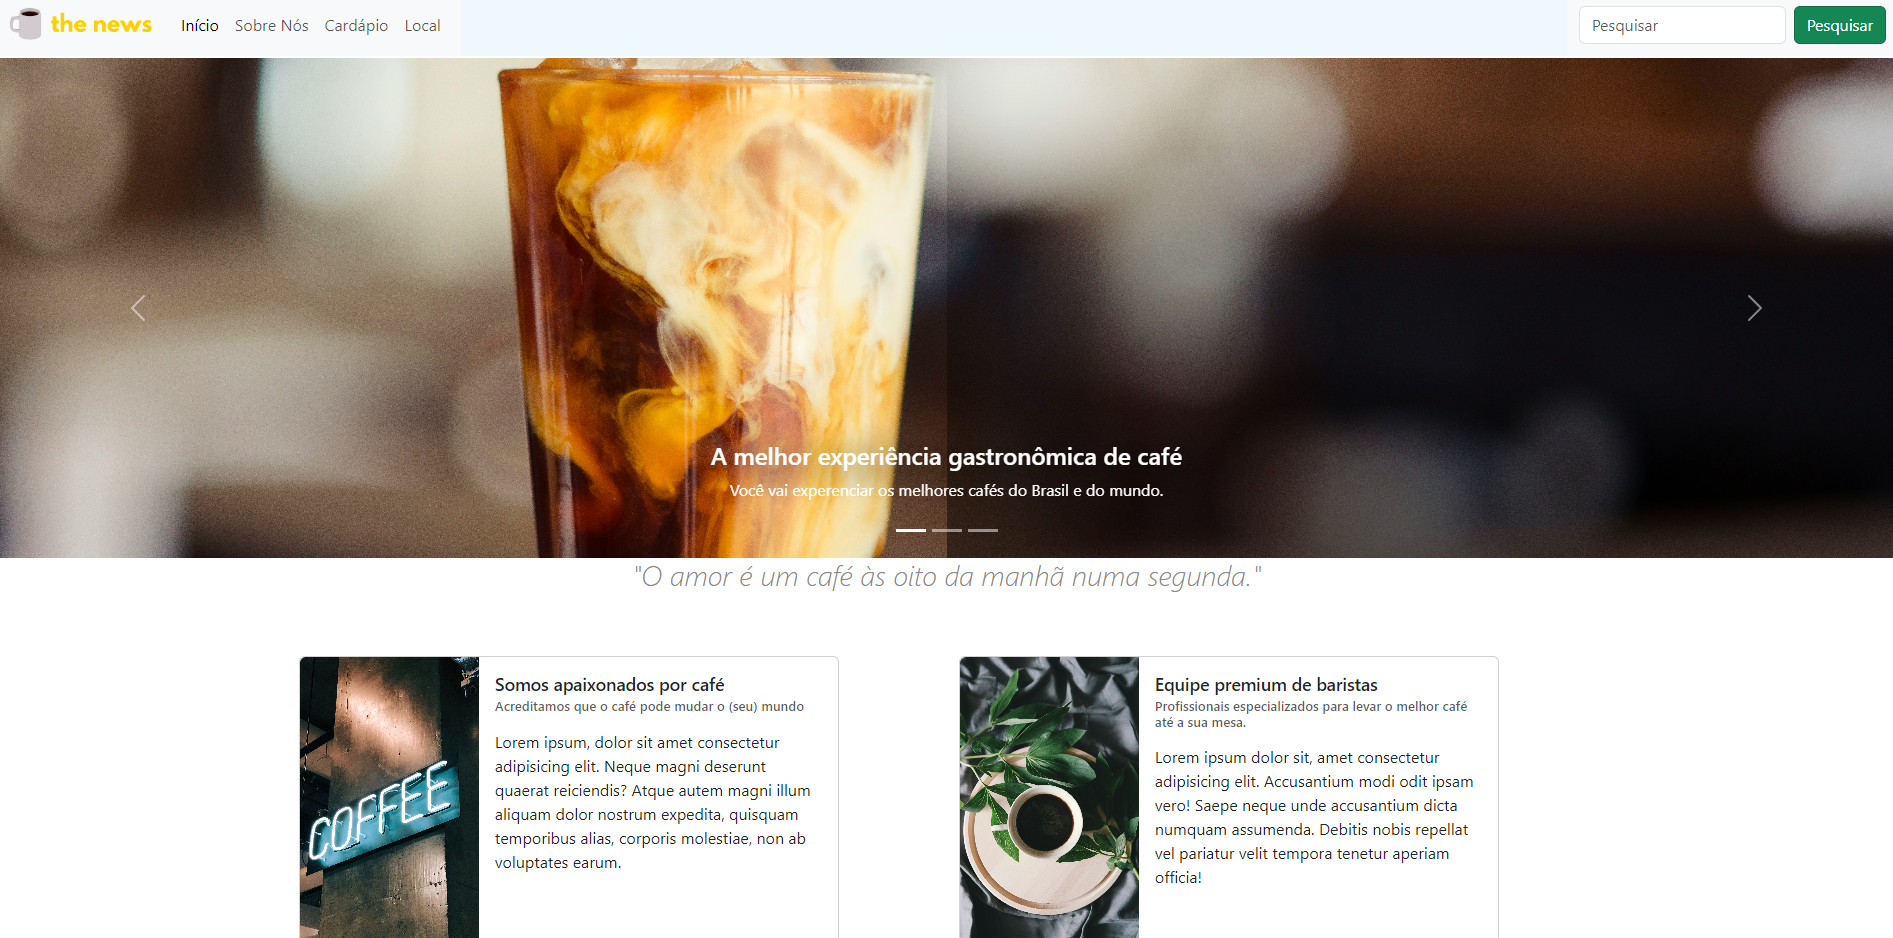 the news
Início Sobre Nós Cardápio Local
Pesquisar
Pesquisar
A melhor experiência gastronômica de café
Você vai experenciar os melhores cafés do Brasil e do mundo.
"O amor é um café às oito da manhã numa segunda."
COFFEE
Somos apaixonados por café
Acreditamos que o café pode mudar o (seu) mundo
Lorem ipsum, dolor sit amet consectetur
adipisicing elit. Neque magni deserunt
quaerat reiciendis? Atque autem magni illum
aliquam dolor nostrum expedita, quisquam
temporibus alias, corporis molestiae, non ab
voluptates earum.
Equipe premium de baristas
Profissionais especializados para levar o melhor café
até a sua mesa.
Lorem ipsum dolor sit, amet consectetur
adipisicing elit. Accusantium modi odit ipsam
vero! Saepe neque unde accusantium dicta
numquam assumenda. Debitis nobis repellat
vel pariatur velit tempora tenetur aperiam
officia!